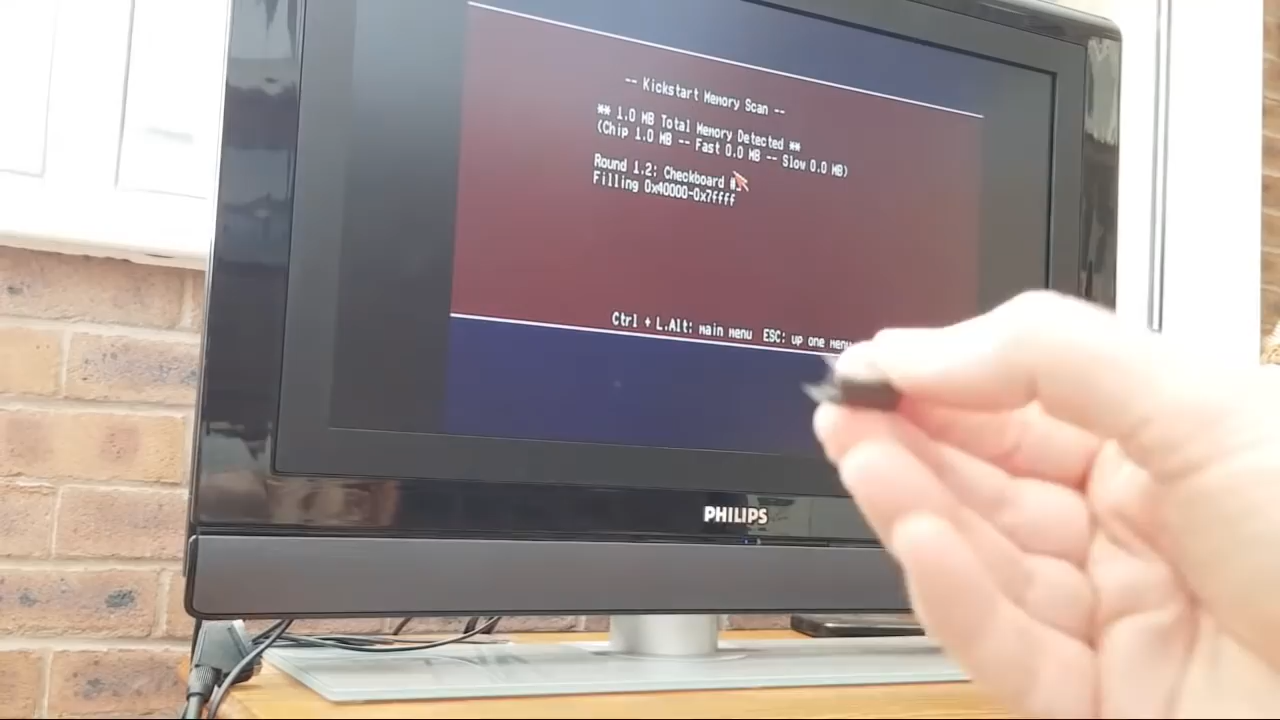 -- Kickstart Memory Scan --
** 1.0 MB Total Memory Detected **
(Chip 1.0 MB -- Fast 0.0 MB -- Slow 0.0 MB)
Round 1.2: Checkboard
Filling 0x40000-0x7ffff
Ctrl + L.Alt: main menu ESC: up one menu
PHILIPS